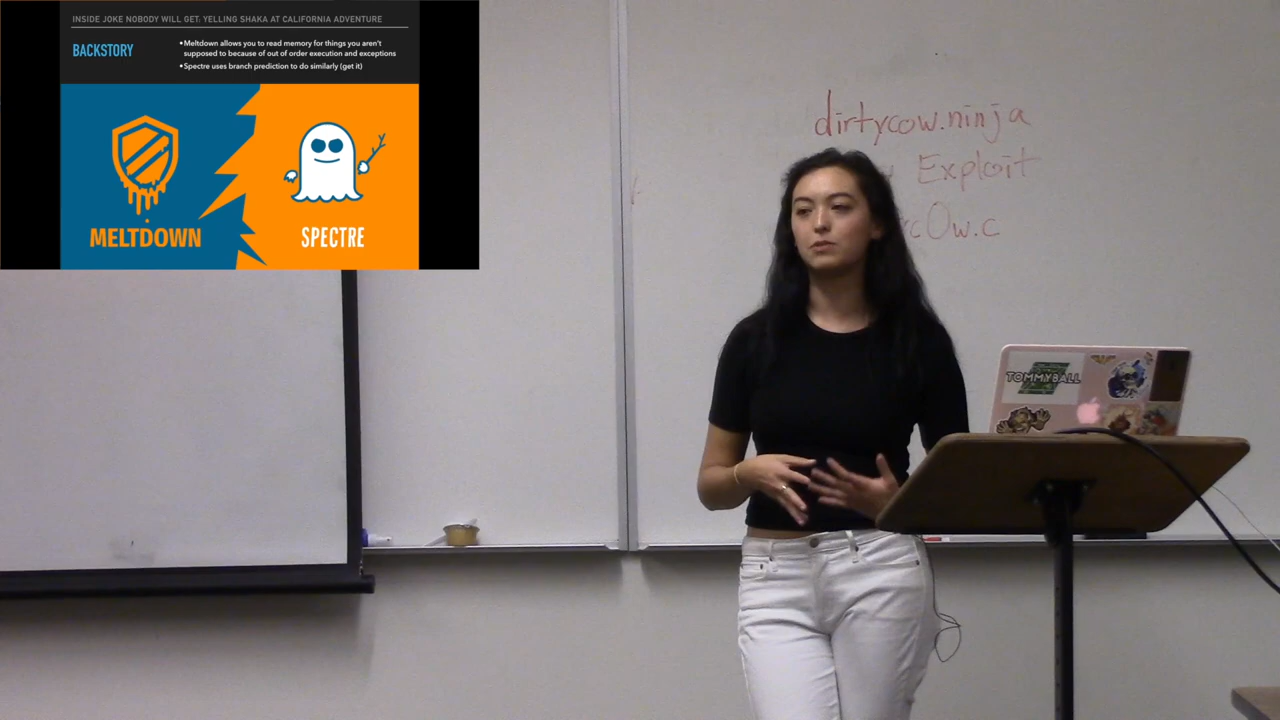 INSIDE JOKE NOBODY WILL GET: YELLING SHAKA AT CALIFORNIA ADVENTURE
BACKSTORY
•Meltdown allows you to read memory for things you aren't
supposed to because of out of order execution and exceptions
•Spectre uses branch prediction to do similarly (get it)
MELTDOWN
SPECTRE
dirtycow.ninja
Exploit
c0w.c
TOMMYBALL